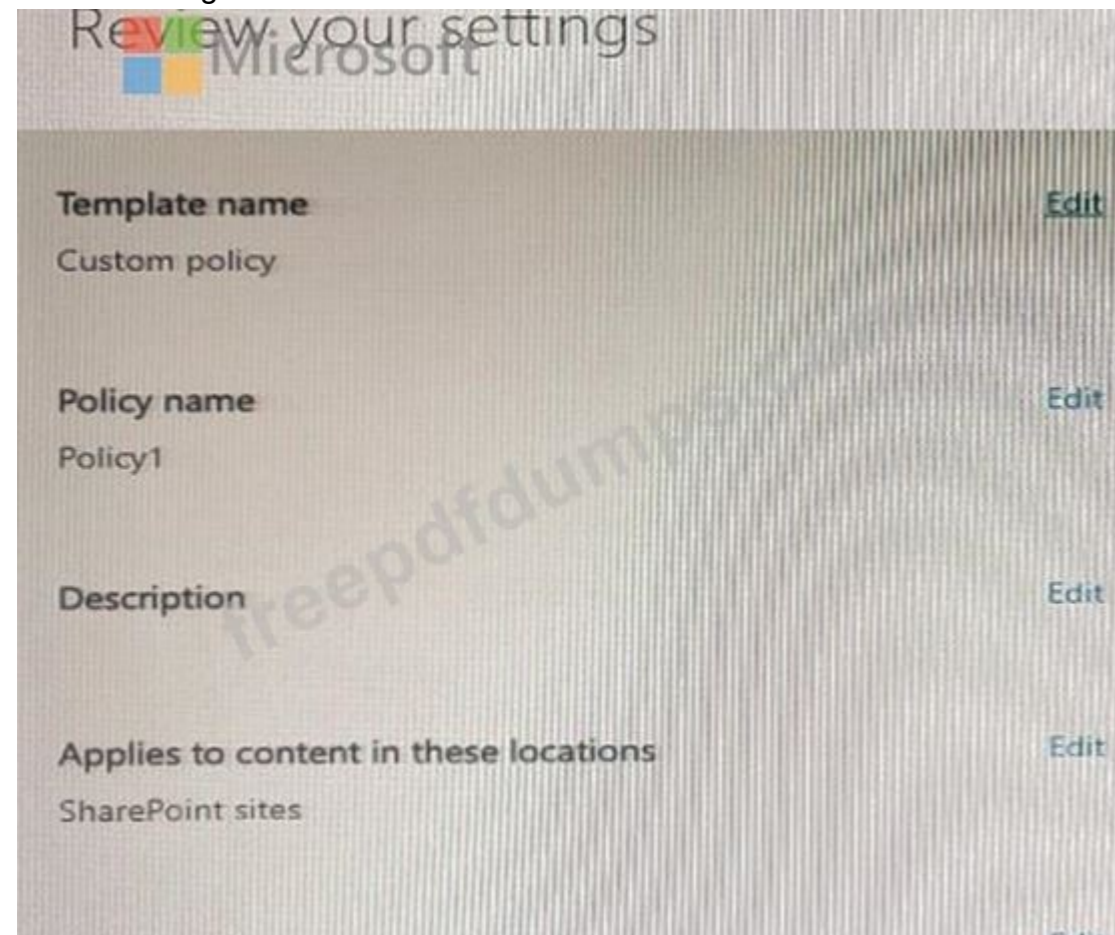 Review your settings
Microsoft
Template name
Edit
Custom policy
Policy name
Edit
Policy1
freepdfdumps
Description
Edit
Applies to content in these locations
Edit
SharePoint sites